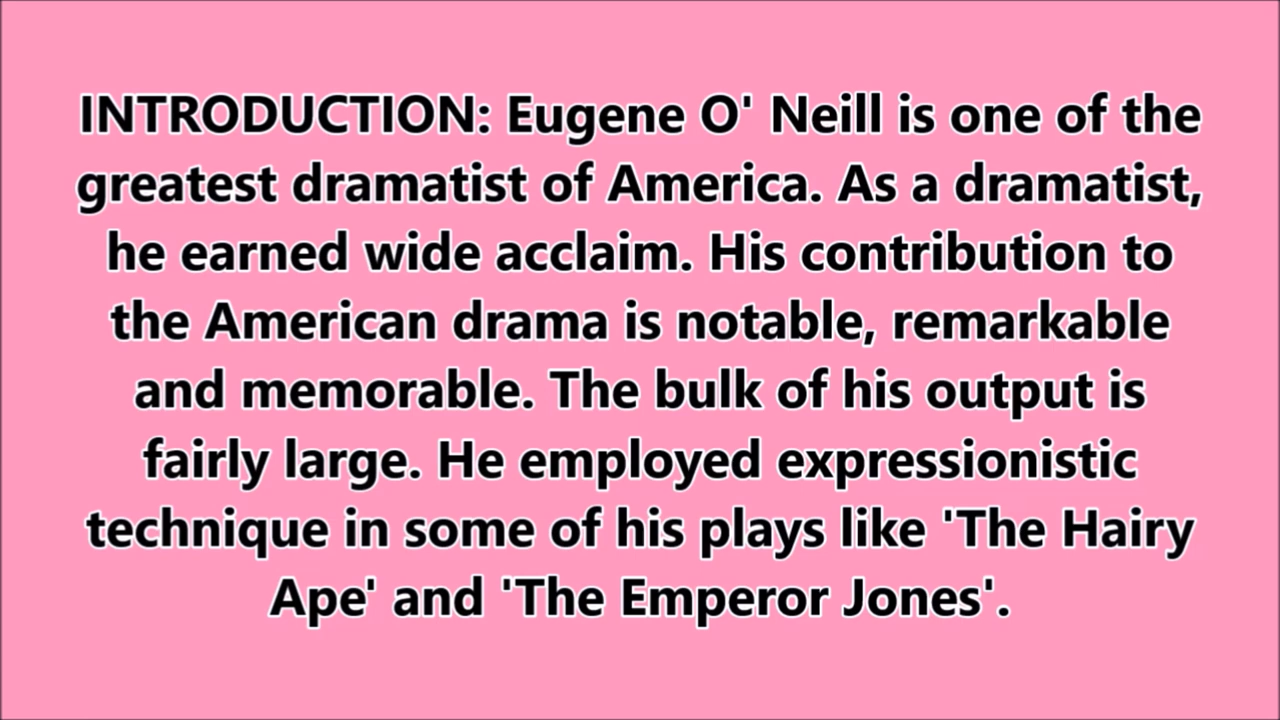 INTRODUCTION: Eugene O' Neill is one of the
greatest dramatist of America. As a dramatist,
he earned wide acclaim. His contribution to
the American drama is notable, remarkable
and memorable. The bulk of his output is
fairly large. He employed expressionistic
technique in some of his plays like 'The Hairy
Ape' and 'The Emperor Jones'.